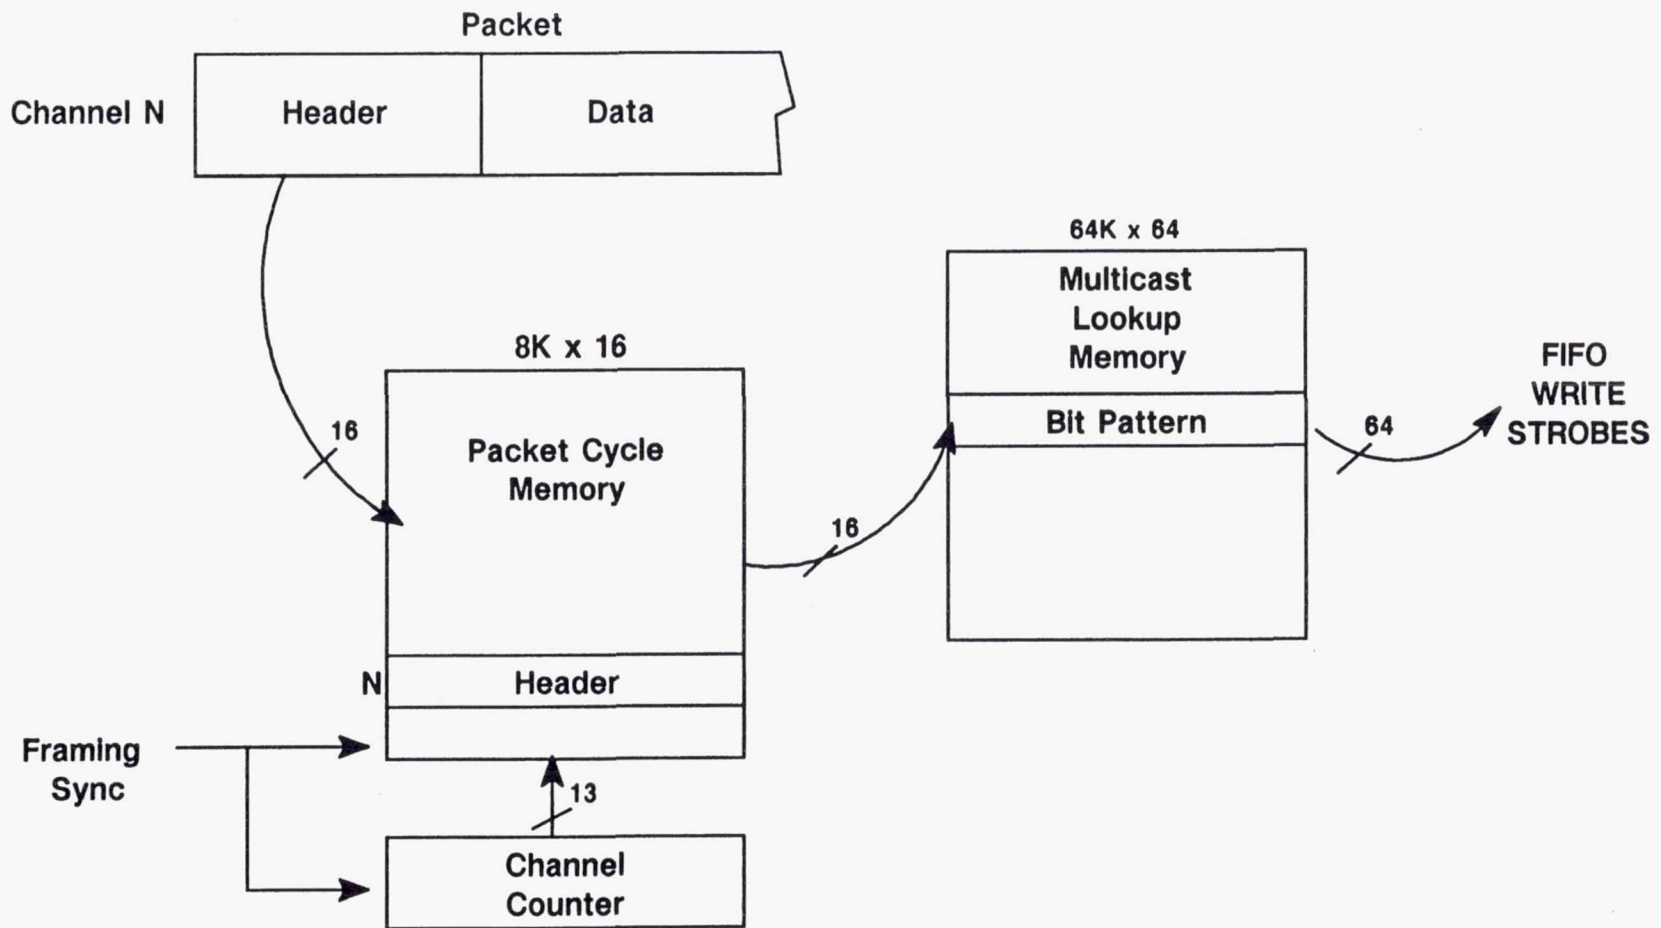 Packet
Channel N
Header
Data
64K x 64
Multicast
Lookup
Memory
Bit Pattern
64
FIFO
WRITE
STROBES
8K x 16
16
Packet Cycle
Memory
16
N
Header
Framing
Sync
13
Channel
Counter